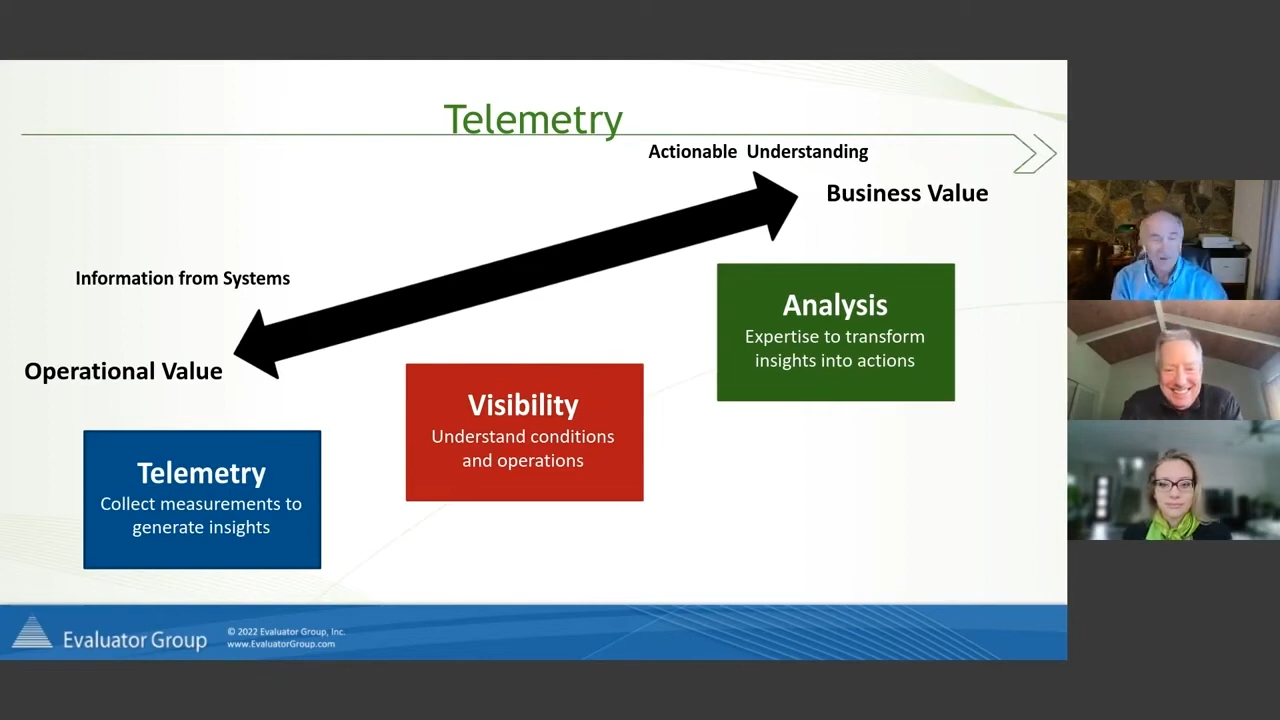 Telemetry
Actionable  Understanding
Business Value
Information from Systems
Operational Value
Analysis
Expertise to transform
insights into actions
Visibility
Understand conditions
and operations
Telemetry
Collect measurements to
generate insights
Evaluator Group
© 2022 Evaluator Group, Inc.
www.EvaluatorGroup.com